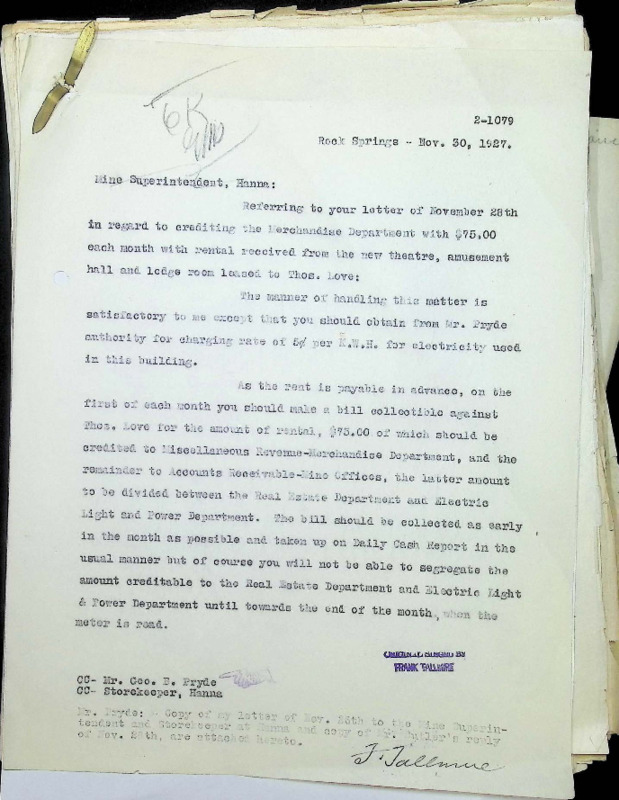 OK
2-1079
Rock Springs - Nov. 30, 1927.
Mine Superintendent, Hanna:
Referring to your letter of November 28th
in regard to crediting the Merchandise Department with $75.00
each month with rental received from the new theatre, amusement
hall and lodge room leased to Thos. Love:
The manner of handling this matter is
satisfactory to me except that you should obtain from Mr. Pryde
authority for charging rate of 5¢ per K.W.H. for electricity used
in this building.
As the rent is payable in advance, on the
first of each month you should make a bill collectible against
Thos. Love for the amount of rental, $75.00 of which should be
credited to Miscellaneous Revenue-Merchandise Department, and the
remainder to Accounts Receivable-Mine Offices, the latter amount
to be divided between the Real Estate Department and Electric
Light and Power Department. The bill should be collected as early
in the month as possible and taken up on Daily Cash Report in the
usual manner but of course you will not be able to segregate the
amount creditable to the Real Estate Department and Electric Light
& Power Department until towards the end of the month, when the
meter is read.
ORIGINAL SIGNED BY
FRANK TALLMIRE
CC- Mr. Geo. B. Pryde
CC- Storekeeper, Hanna
Mr. Pryde: - Copy of my letter of Nov. 26th to the Mine Superin-
tendent and Storekeeper at Hanna and copy of Mr. Butler's reply
of Nov. 28th, are attached hereto.
F. Tallmire